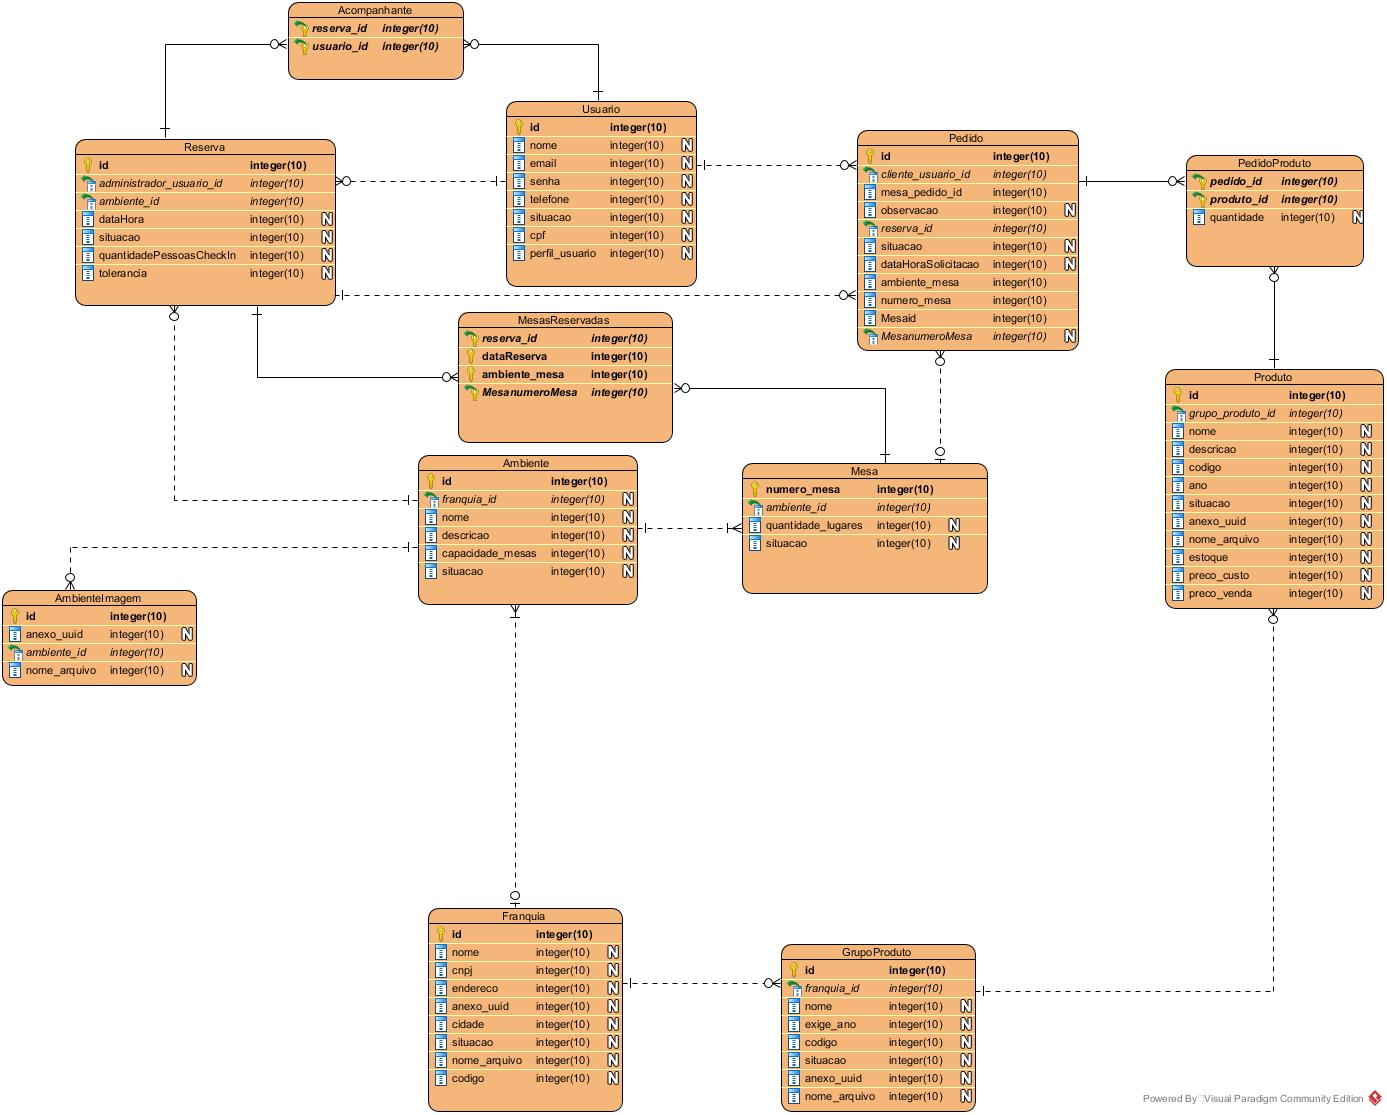 Acompanhante
reserva_id integer(10)
usuario_id integer(10)
Usuario
id integer(10)
nome integer(10) N
email integer(10) N
senha integer(10) N
telefone integer(10) N
situacao integer(10) N
cpf integer(10) N
perfil_usuario integer(10) N
Reserva
id integer(10)
administrador_usuario_id integer(10)
ambiente_id integer(10)
dataHora integer(10) N
situacao integer(10) N
quantidadePessoasCheckIn integer(10) N
tolerancia integer(10) N
Pedido
id integer(10)
cliente_usuario_id integer(10)
mesa_pedido_id integer(10)
observacao integer(10) N
reserva_id integer(10)
situacao integer(10) N
dataHoraSolicitacao integer(10) N
ambiente_mesa integer(10)
numero_mesa integer(10)
Mesaid integer(10)
MesanumeroMesa integer(10) N
PedidoProduto
pedido_id integer(10)
produto_id integer(10)
quantidade integer(10) N
MesasReservadas
reserva_id integer(10)
dataReserva integer(10)
ambiente_mesa integer(10)
MesanumeroMesa integer(10)
Produto
id integer(10)
grupo_produto_id integer(10)
nome integer(10) N
descricao integer(10) N
codigo integer(10) N
ano integer(10) N
situacao integer(10) N
anexo_uuid integer(10) N
nome_arquivo integer(10) N
estoque integer(10) N
preco_custo integer(10) N
preco_venda integer(10) N
Ambiente
id integer(10)
franquia_id integer(10) N
nome integer(10) N
descricao integer(10) N
capacidade_mesas integer(10) N
situacao integer(10) N
Mesa
numero_mesa integer(10)
ambiente_id integer(10)
quantidade_lugares integer(10) N
situacao integer(10) N
AmbienteImagem
id integer(10)
anexo_uuid integer(10) N
ambiente_id integer(10)
nome_arquivo integer(10) N
Franquia
id integer(10)
nome integer(10) N
cnpj integer(10) N
endereco integer(10) N
anexo_uuid integer(10) N
cidade integer(10) N
situacao integer(10) N
nome_arquivo integer(10) N
codigo integer(10) N
GrupoProduto
id integer(10)
franquia_id integer(10)
nome integer(10) N
exige_ano integer(10) N
codigo integer(10) N
situacao integer(10) N
anexo_uuid integer(10) N
nome_arquivo integer(10) N
Powered By Visual Paradigm Community Edition